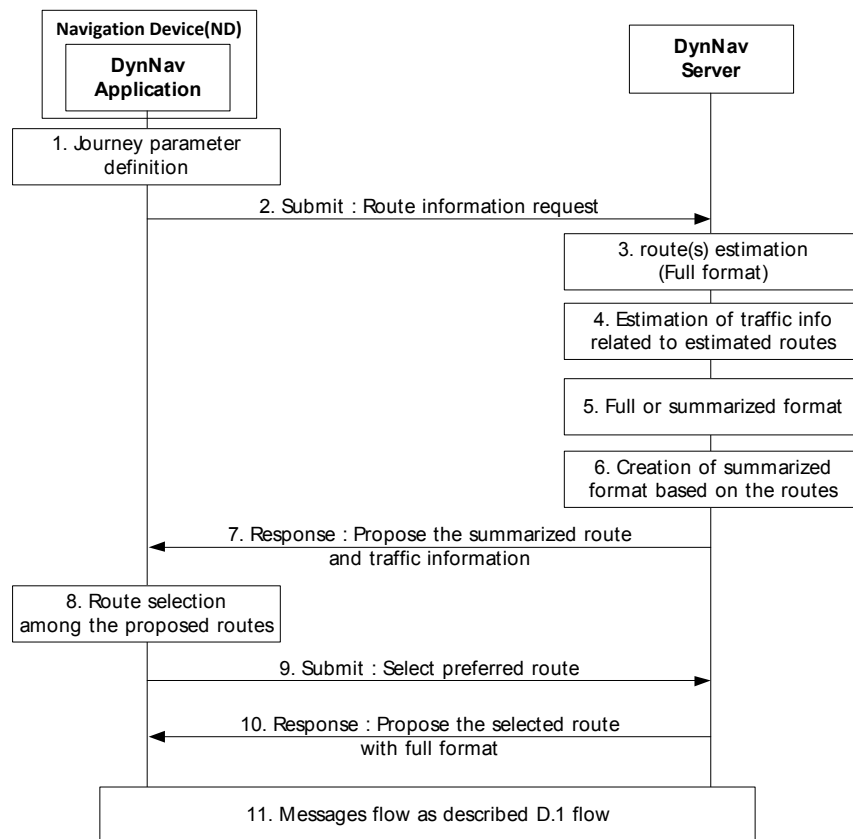 Navigation Device(ND)
DynNav
Application
DynNav
Server
1. Journey parameter
definition
2. Submit : Route information request
3. route(s) estimation
(Full format)
4. Estimation of traffic info
related to estimated routes
5. Full or summarized format
6. Creation of summarized
format based on the routes
7. Response : Propose the summarized route
and traffic information
8. Route selection
among the proposed routes
9. Submit : Select preferred route
10. Response : Propose the selected route
with full format
11. Messages flow as described D.1 flow